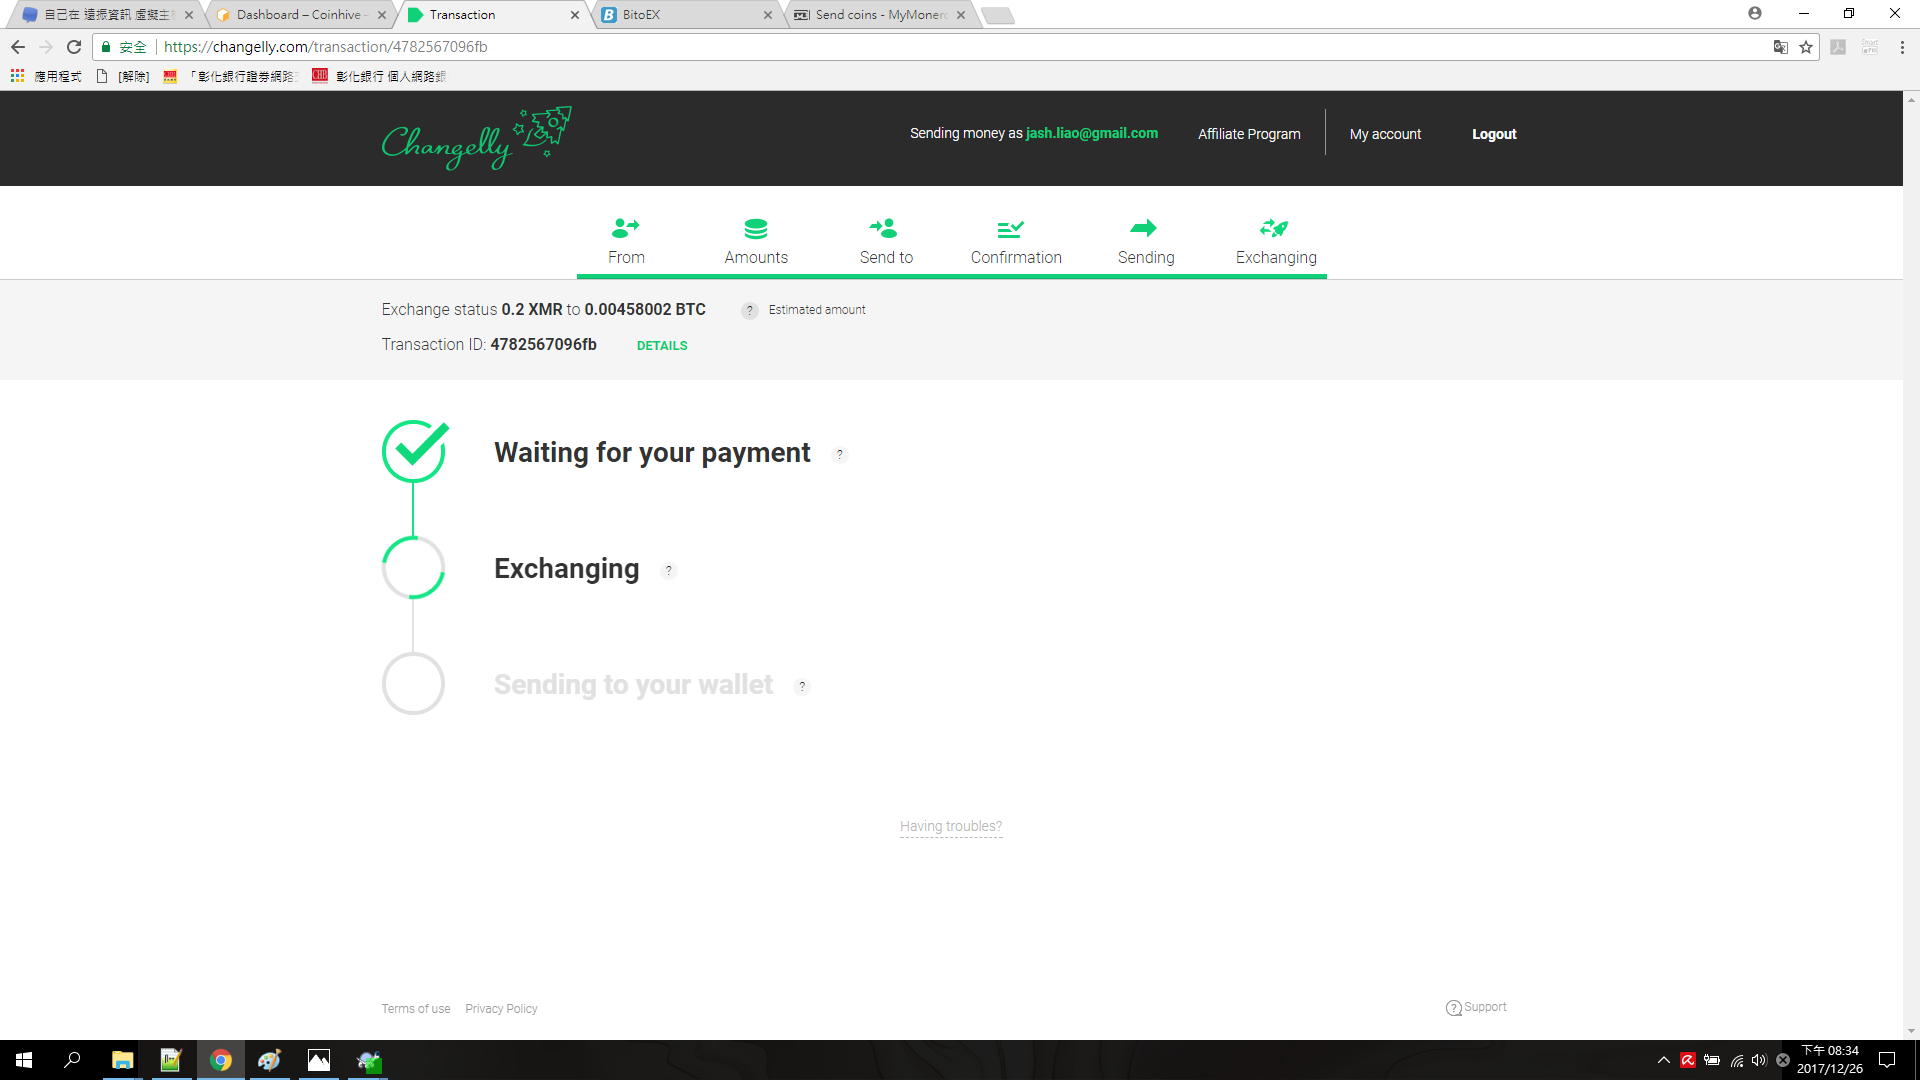 自己在 遠振資訊 虛擬主
Dashboard – Coinhive -
Transaction
BitoEX
Send coins - MyMonero
安全
https://changelly.com/transaction/4782567096fb
應用程式
[解除]
「彰化銀行證券網路
彰化銀行 個人網路銀
Changelly
Sending money as jash.liao@gmail.com
Affiliate Program
My account
Logout
From
Amounts
Send to
Confirmation
Sending
Exchanging
Exchange status 0.2 XMR to 0.00458002 BTC
? Estimated amount
Transaction ID: 4782567096fb
DETAILS
Waiting for your payment ?
Exchanging ?
Sending to your wallet ?
Having troubles?
Terms of use
Privacy Policy
? Support
下午 08:34
2017/12/26